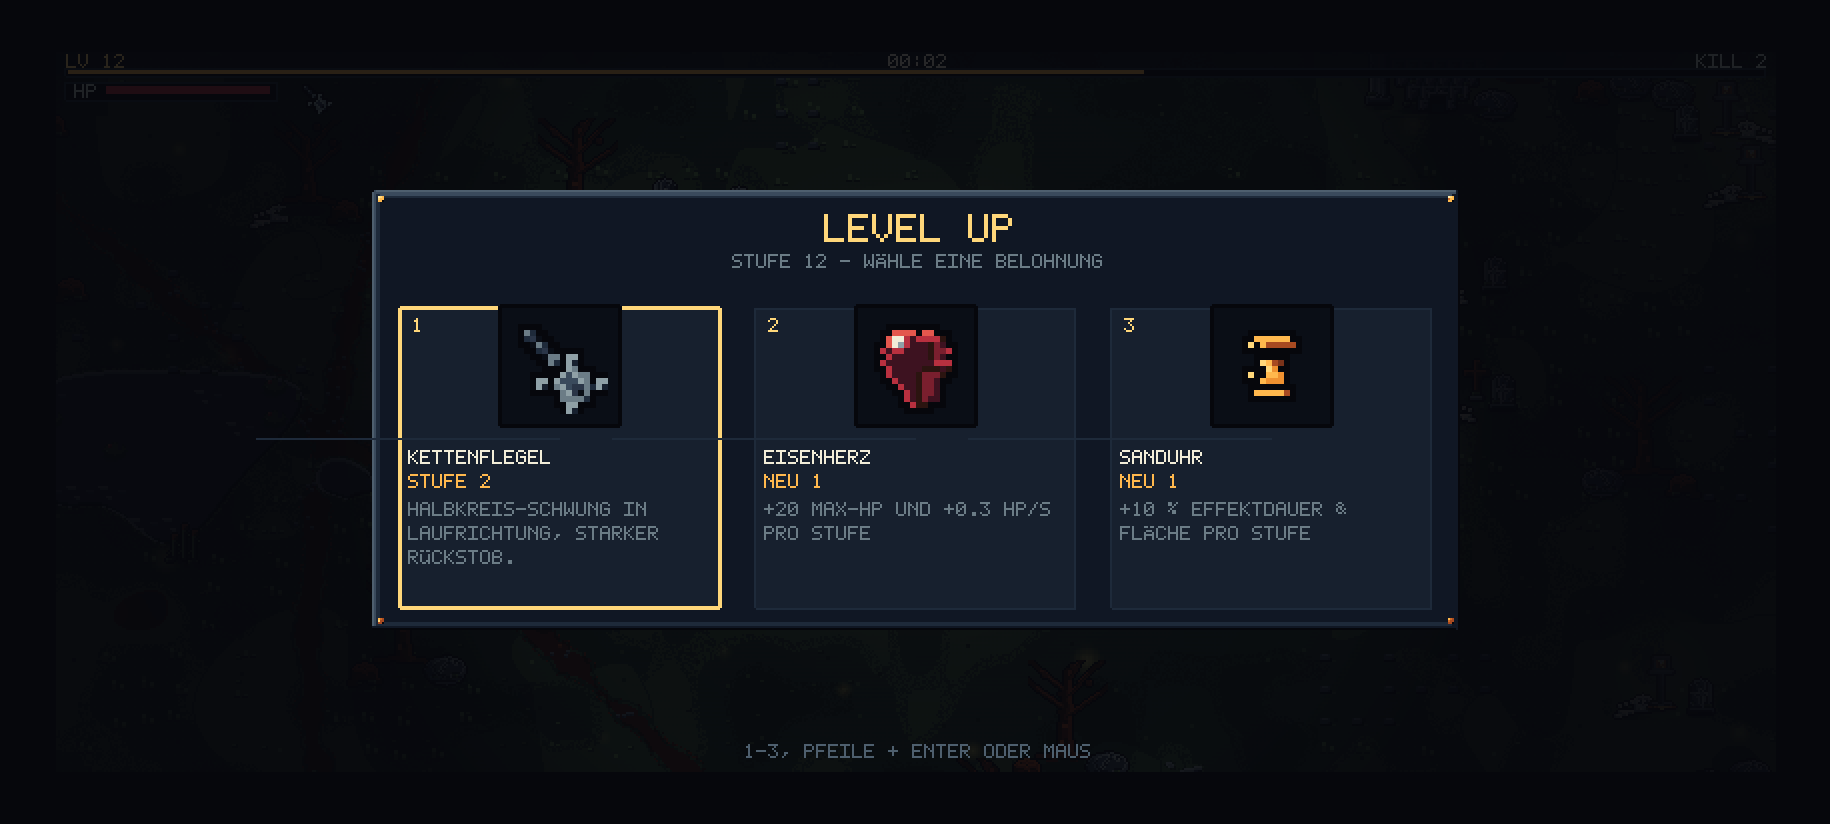 LV 12
00:02
KILL 2
HP
LEVEL UP
STUFE 12 – WÄHLE EINE BELOHNUNG
1
2
3
KETTENFLEGEL
STUFE 2
HALBKREIS-SCHWUNG IN
LAUFRICHTUNG, STARKER
RÜCKSTOB.
EISENHERZ
NEU 1
+20 MAX-HP UND +0.3 HP/S
PRO STUFE
SANDUHR
NEU 1
+10 % EFFEKTDAUER &
FLÄCHE PRO STUFE
1-3, PFEILE + ENTER ODER MAUS